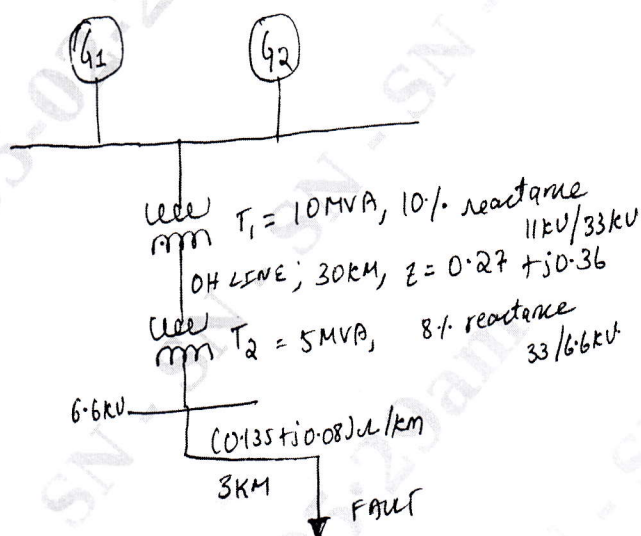 G1 G2
T1 = 10MVA, 10% reactance
11KV/33KV
OH LINE; 30KM, z = 0.27 + j0.36
T2 = 5MVA, 8% reactance
33/6.6KV
6.6KV
(0.135+j0.08)Ω/KM
3KM
FAULT